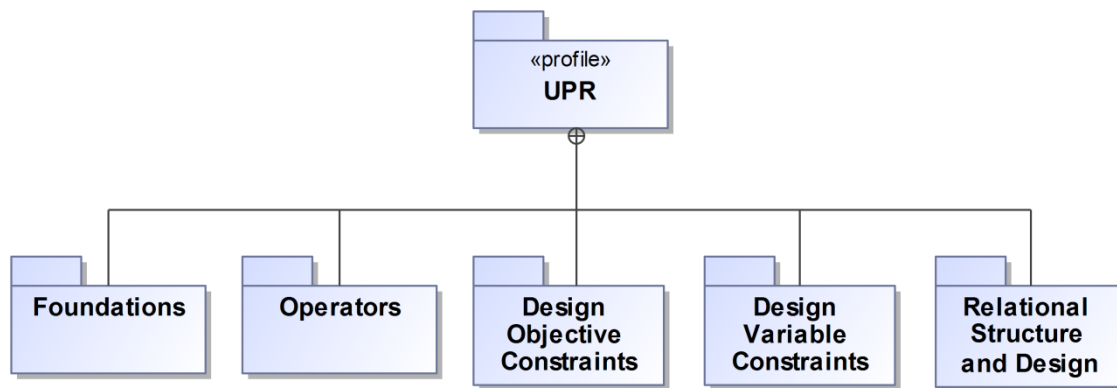 «profile»
UPR
Foundations
Operators
Design
Objective
Constraints
Design
Variable
Constraints
Relational
Structure
and Design